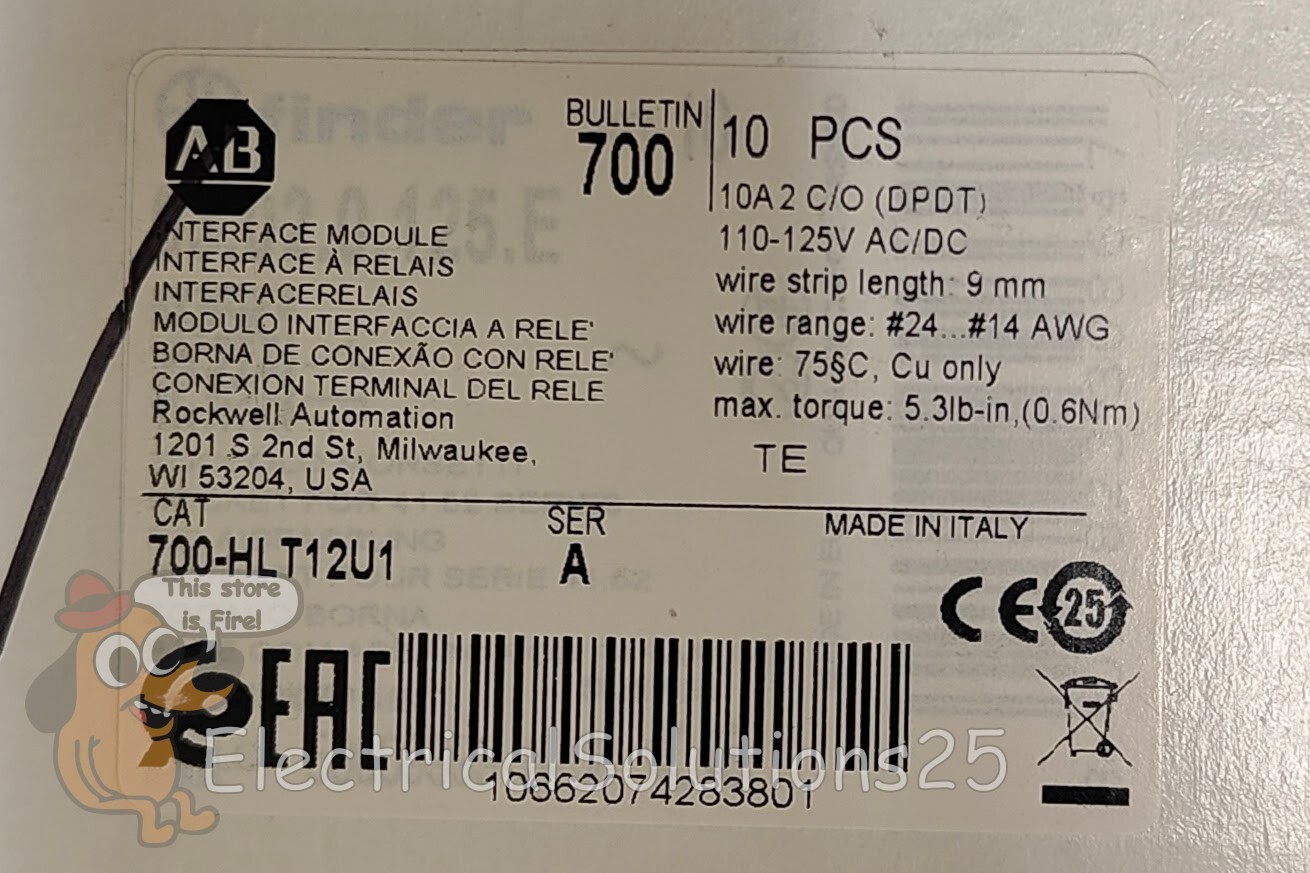 AB
BULLETIN
700
10 PCS
10A 2 C/O (DPDT)
110-125V AC/DC
wire strip length: 9 mm
wire range: #24...#14 AWG
wire: 75§C, Cu only
max. torque: 5.3lb-in,(0.6Nm)
TE
INTERFACE MODULE
INTERFACE À RELAIS
INTERFACERELAIS
MODULO INTERFACCIA A RELE'
BORNA DE CONEXÃO CON RELE'
CONEXION TERMINAL DEL RELE
Rockwell Automation
1201 S 2nd St, Milwaukee,
WI 53204, USA
CAT
700-HLT12U1
SER
A
MADE IN ITALY
CE
25
This store
is Fire!
EAC
ElectricalSolutions25
10662074283801
finder